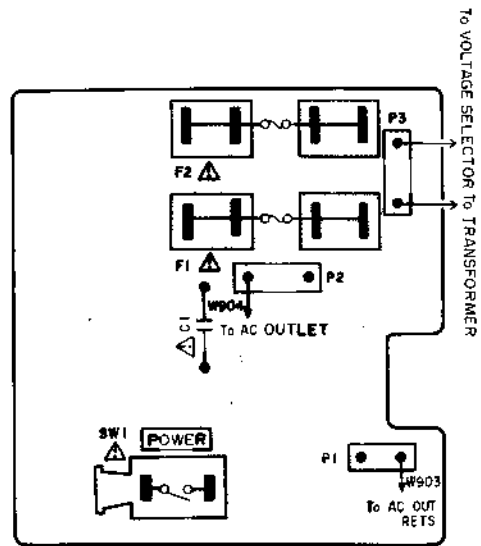 To VOLTAGE SELECTOR To TRANSFORMER
P3
F2
F1
P2
W904
To AC OUTLET
C1
SW1
POWER
P1
W903
To AC OUT
RETS